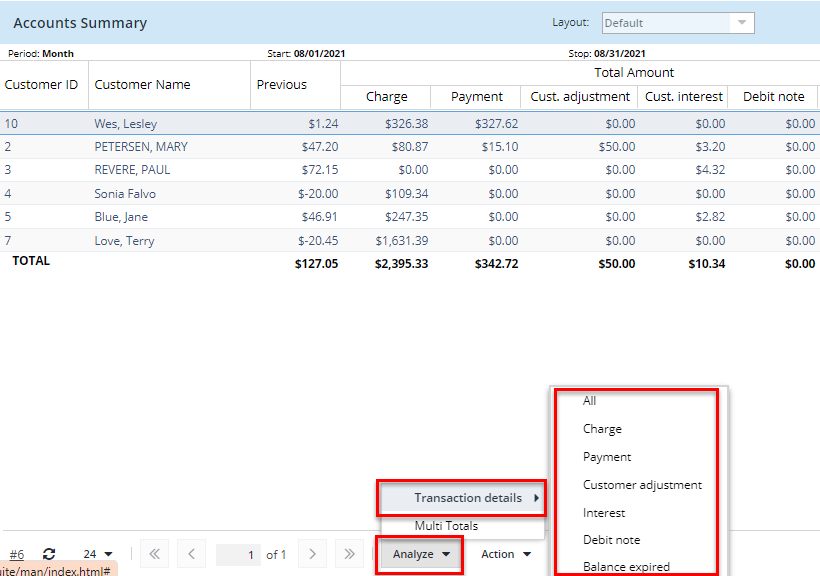 Accounts Summary Layout: Default
Period: Month Start: 08/01/2021 Stop: 08/31/2021
Total Amount
Customer ID Customer Name Previous Charge Payment Cust. adjustment Cust. interest Debit note
10 Wes, Lesley $1.24 $326.38 $327.62 $0.00 $0.00 $0.00
2 PETERSEN, MARY $47.20 $80.87 $15.10 $50.00 $3.20 $0.00
3 REVERE, PAUL $72.15 $0.00 $0.00 $0.00 $4.32 $0.00
4 Sonia Falvo $-20.00 $109.34 $0.00 $0.00 $0.00 $0.00
5 Blue, Jane $46.91 $247.35 $0.00 $0.00 $2.82 $0.00
7 Love, Terry $-20.45 $1,631.39 $0.00 $0.00 $0.00 $0.00
TOTAL $127.05 $2,395.33 $342.72 $50.00 $10.34 $0.00
All
Charge
Payment
Customer adjustment
Interest
Debit note
Balance expired
Transaction details
Multi Totals
#6 24 1 of 1 Analyze Action
uite/man/index.html#